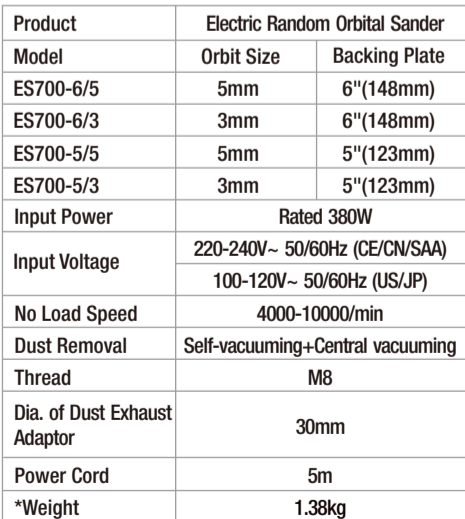 Product Electric Random Orbital Sander
Model Orbit Size Backing Plate
ES700-6/5 5mm 6"(148mm)
ES700-6/3 3mm 6"(148mm)
ES700-5/5 5mm 5"(123mm)
ES700-5/3 3mm 5"(123mm)
Input Power Rated 380W
Input Voltage
220-240V~ 50/60Hz (CE/CN/SAA)
100-120V~ 50/60Hz (US/JP)
No Load Speed 4000-10000/min
Dust Removal Self-vacuuming+Central vacuuming
Thread M8
Dia. of Dust Exhaust
Adaptor
30mm
Power Cord 5m
*Weight 1.38kg